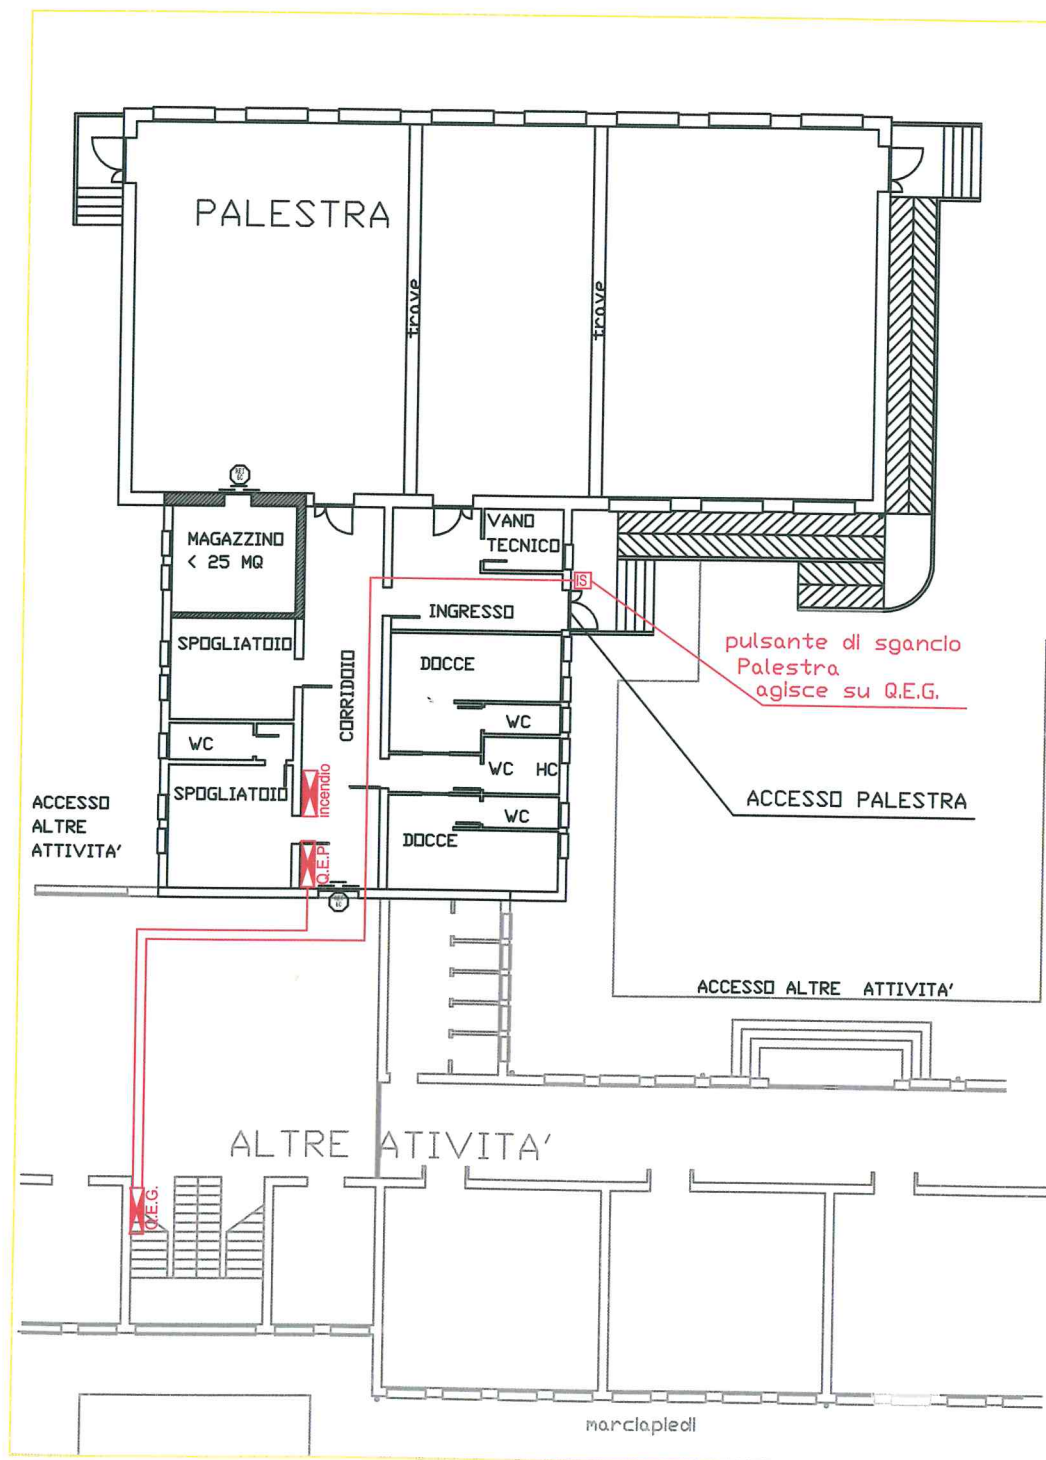 PALESTRA
trave
trave
MAGAZZINO
< 25 MQ
VANO
TECNICO
IS
INGRESSO
SPOGLIATOIO
DOCCE
CORRIDOIO
pulsante di sgancio
Palestra
agisce su Q.E.G.
WC
WC
WC HC
SPOGLIATOIO
incendio
ACCESSO PALESTRA
WC
ACCESSO
ALTRE
ATTIVITA'
DOCCE
Q.E.P.
ACCESSO ALTRE ATTIVITA'
ALTRE ATIVITA'
Q.E.G.
marciapiedi